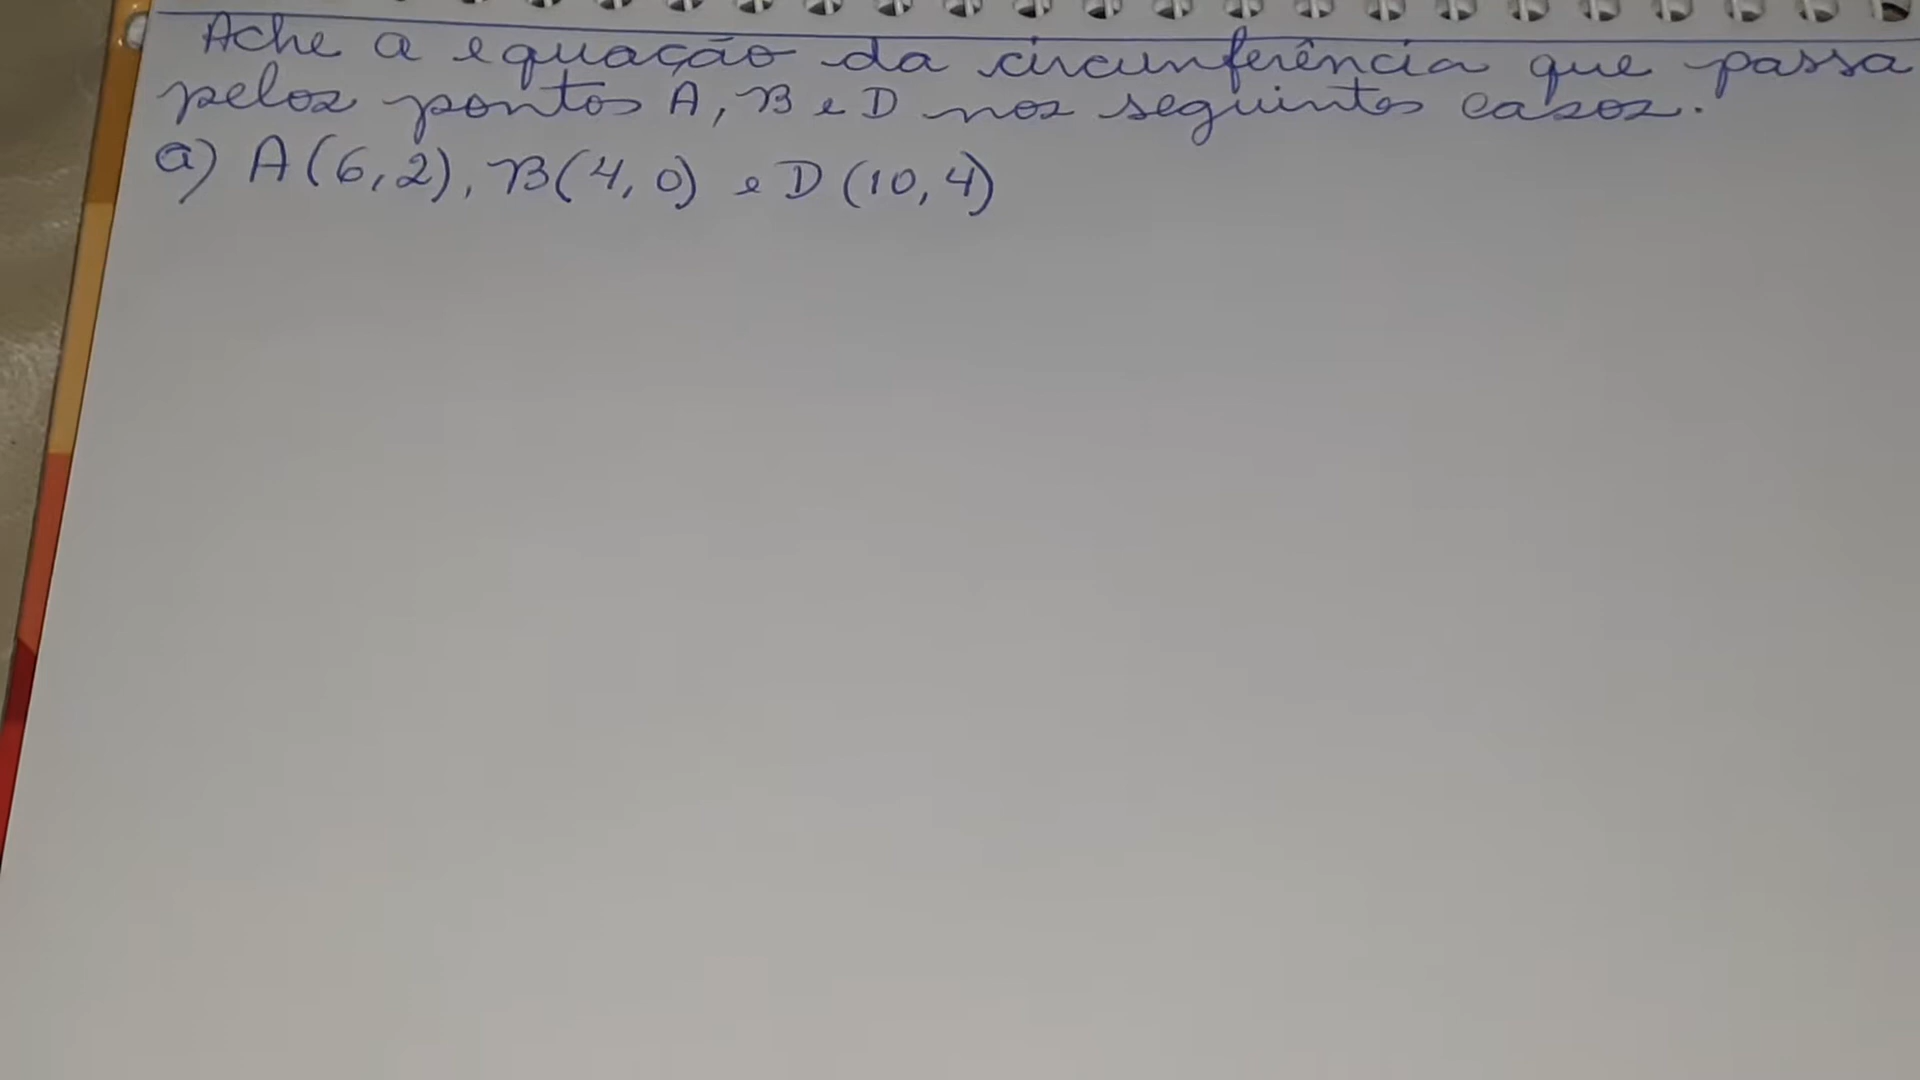 Ache a equação da circunferência que passa
pelos pontos A, B e D nos seguintes casos.
a) A(6,2), B(4,0) e D(10,4)